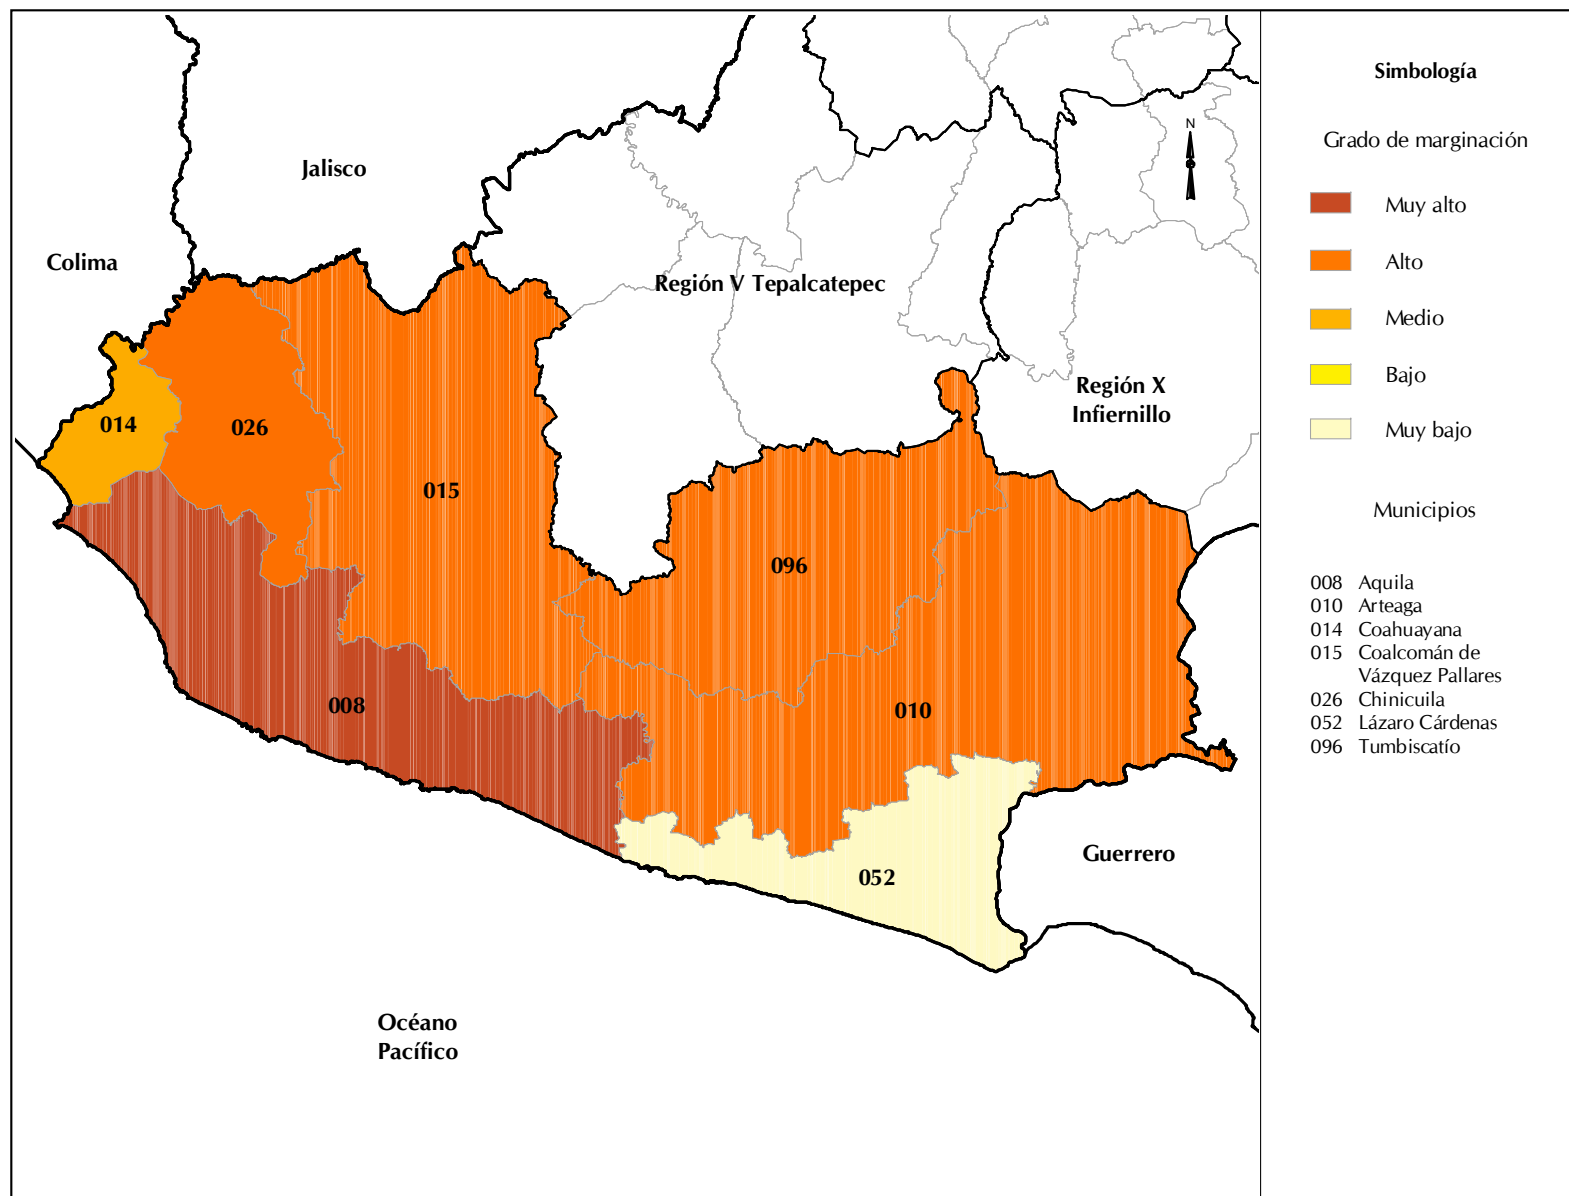 Jalisco
Colima
Región V Tepalcatepec
Región X
Infiernillo
014
026
015
096
008
010
052
Guerrero
Océano
Pacífico
N
Simbología
Grado de marginación
Muy alto
Alto
Medio
Bajo
Muy bajo
Municipios
008 Aquila
010 Arteaga
014 Coahuayana
015 Coalcomán de
Vázquez Pallares
026 Chinicuila
052 Lázaro Cárdenas
096 Tumbiscatío